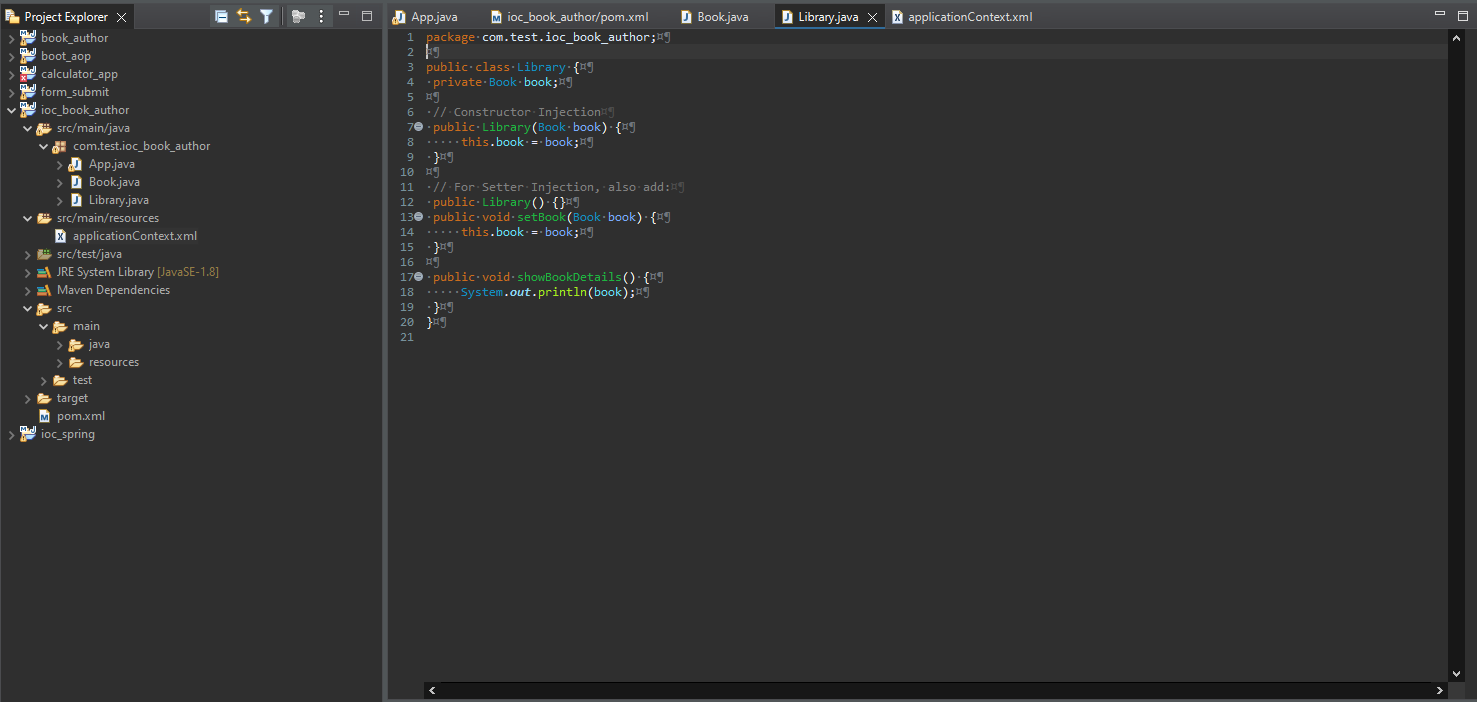 Project Explorer
book_author
boot_aop
calculator_app
form_submit
ioc_book_author
src/main/java
com.test.ioc_book_author
App.java
Book.java
Library.java
src/main/resources
applicationContext.xml
src/test/java
JRE System Library [JavaSE-1.8]
Maven Dependencies
src
main
java
resources
test
target
pom.xml
ioc_spring
App.java ioc_book_author/pom.xml Book.java Library.java applicationContext.xml
1 package·com.test.ioc_book_author;¤¶
2 ¤¶
3 public·class·Library·{¤¶
4 ·private·Book·book;¤¶
5 ¤¶
6 ·//·Constructor·Injection¤¶
7 ·public·Library(Book·book)·{¤¶
8 ·····this.book·=·book;¤¶
9 ·}¤¶
10 ¤¶
11 ·//·For·Setter·Injection,·also·add:¤¶
12 ·public·Library()·{}¤¶
13 ·public·void·setBook(Book·book)·{¤¶
14 ·····this.book·=·book;¤¶
15 ·}¤¶
16 ¤¶
17 ·public·void·showBookDetails()·{¤¶
18 ·····System.out.println(book);¤¶
19 ·}¤¶
20 }¤¶
21